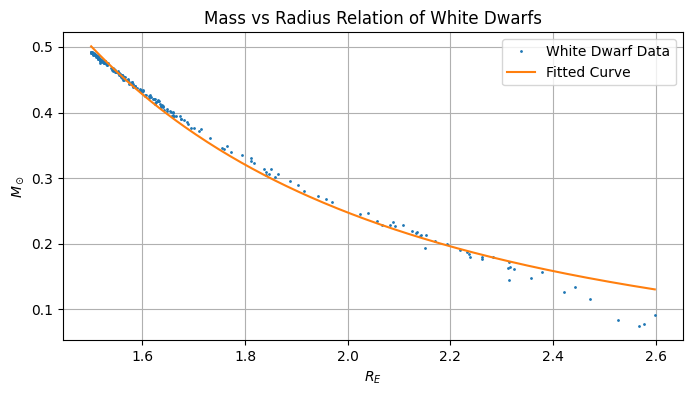 Mass vs Radius Relation of White Dwarfs
White Dwarf Data
Fitted Curve
0.5
0.4
0.3
0.2
0.1
M⊙
1.6 1.8 2.0 2.2 2.4 2.6
R_E